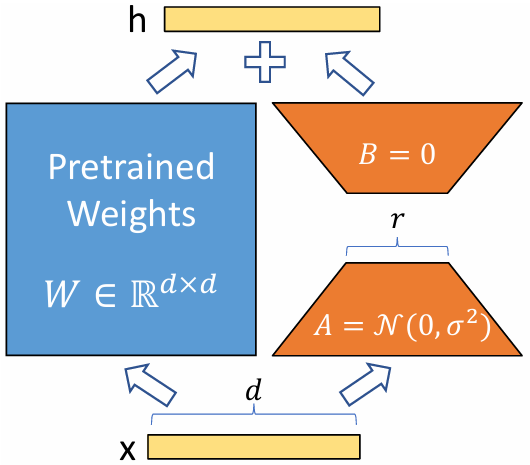 h
Pretrained
Weights
W ∈ ℝ^{d×d}
B = 0
r
A = 𝒩(0, σ²)
d
x